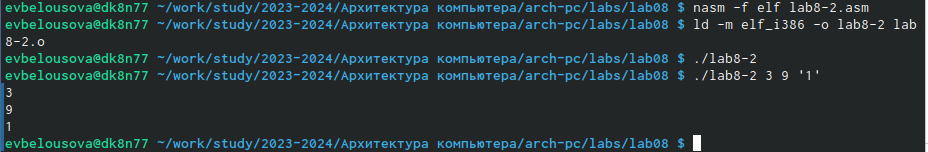 evbelousova@dk8n77 ~/work/study/2023-2024/Архитектура компьютера/arch-pc/labs/lab08 $ nasm -f elf lab8-2.asm
evbelousova@dk8n77 ~/work/study/2023-2024/Архитектура компьютера/arch-pc/labs/lab08 $ ld -m elf_i386 -o lab8-2 lab
8-2.o
evbelousova@dk8n77 ~/work/study/2023-2024/Архитектура компьютера/arch-pc/labs/lab08 $ ./lab8-2
evbelousova@dk8n77 ~/work/study/2023-2024/Архитектура компьютера/arch-pc/labs/lab08 $ ./lab8-2 3 9 '1'
3
9
1
evbelousova@dk8n77 ~/work/study/2023-2024/Архитектура компьютера/arch-pc/labs/lab08 $